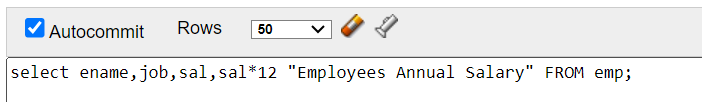 Autocommit Rows 50
select ename,job,sal,sal*12 "Employees Annual Salary" FROM emp;